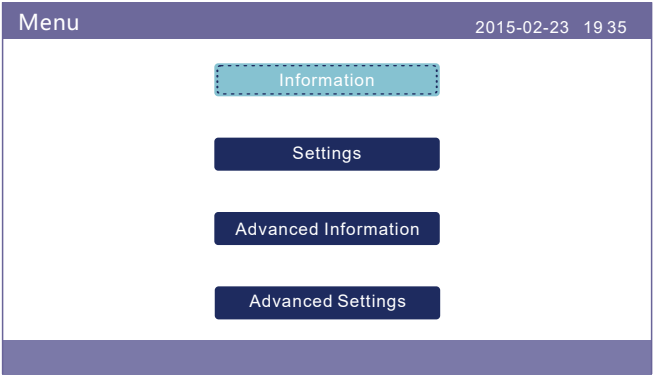 Menu
2015-02-23 19 35
Information
Settings
Advanced Information
Advanced Settings